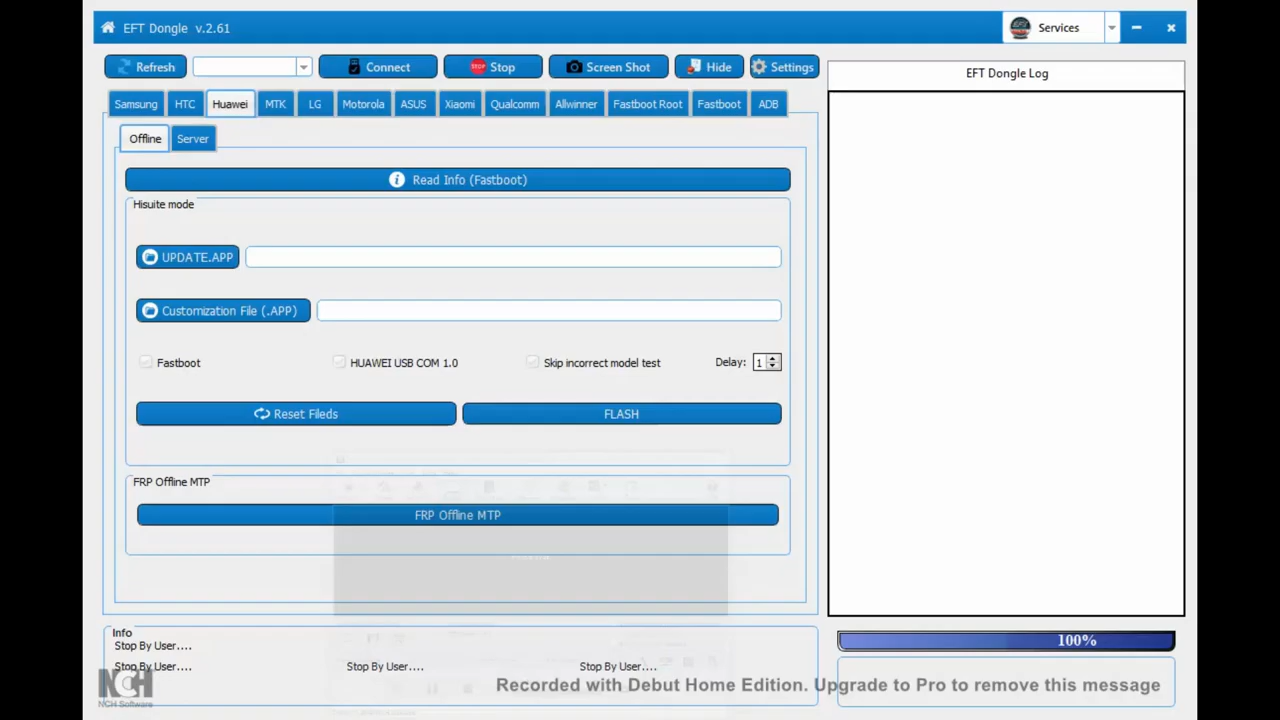 EFT Dongle v.2.61
Services
Refresh
Connect
STOP Stop
Screen Shot
Hide
Settings
EFT Dongle Log
Samsung
HTC
Huawei
MTK
LG
Motorola
ASUS
Xiaomi
Qualcomm
Allwinner
Fastboot Root
Fastboot
ADB
Offline
Server
Read Info (Fastboot)
Hisuite mode
UPDATE.APP
Customization File (.APP)
Fastboot
HUAWEI USB COM 1.0
Skip incorrect model test
Delay: 1
Reset Fileds
FLASH
FRP Offline MTP
FRP Offline MTP
Info
Stop By User....
Stop By User....
Stop By User....
Stop By User....
100%
NCH
NCH Software
Recorded with Debut Home Edition. Upgrade to Pro to remove this message